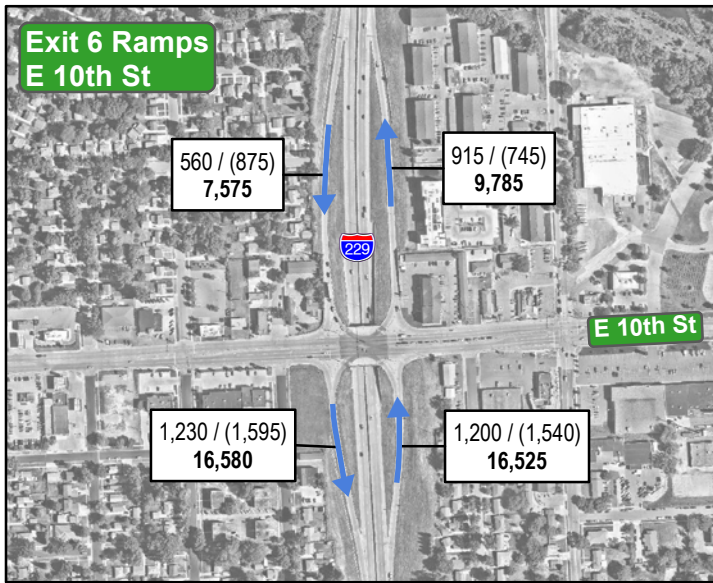 Exit 6 Ramps
E 10th St
560 / (875)
7,575
915 / (745)
9,785
229
E 10th St
1,230 / (1,595)
16,580
1,200 / (1,540)
16,525